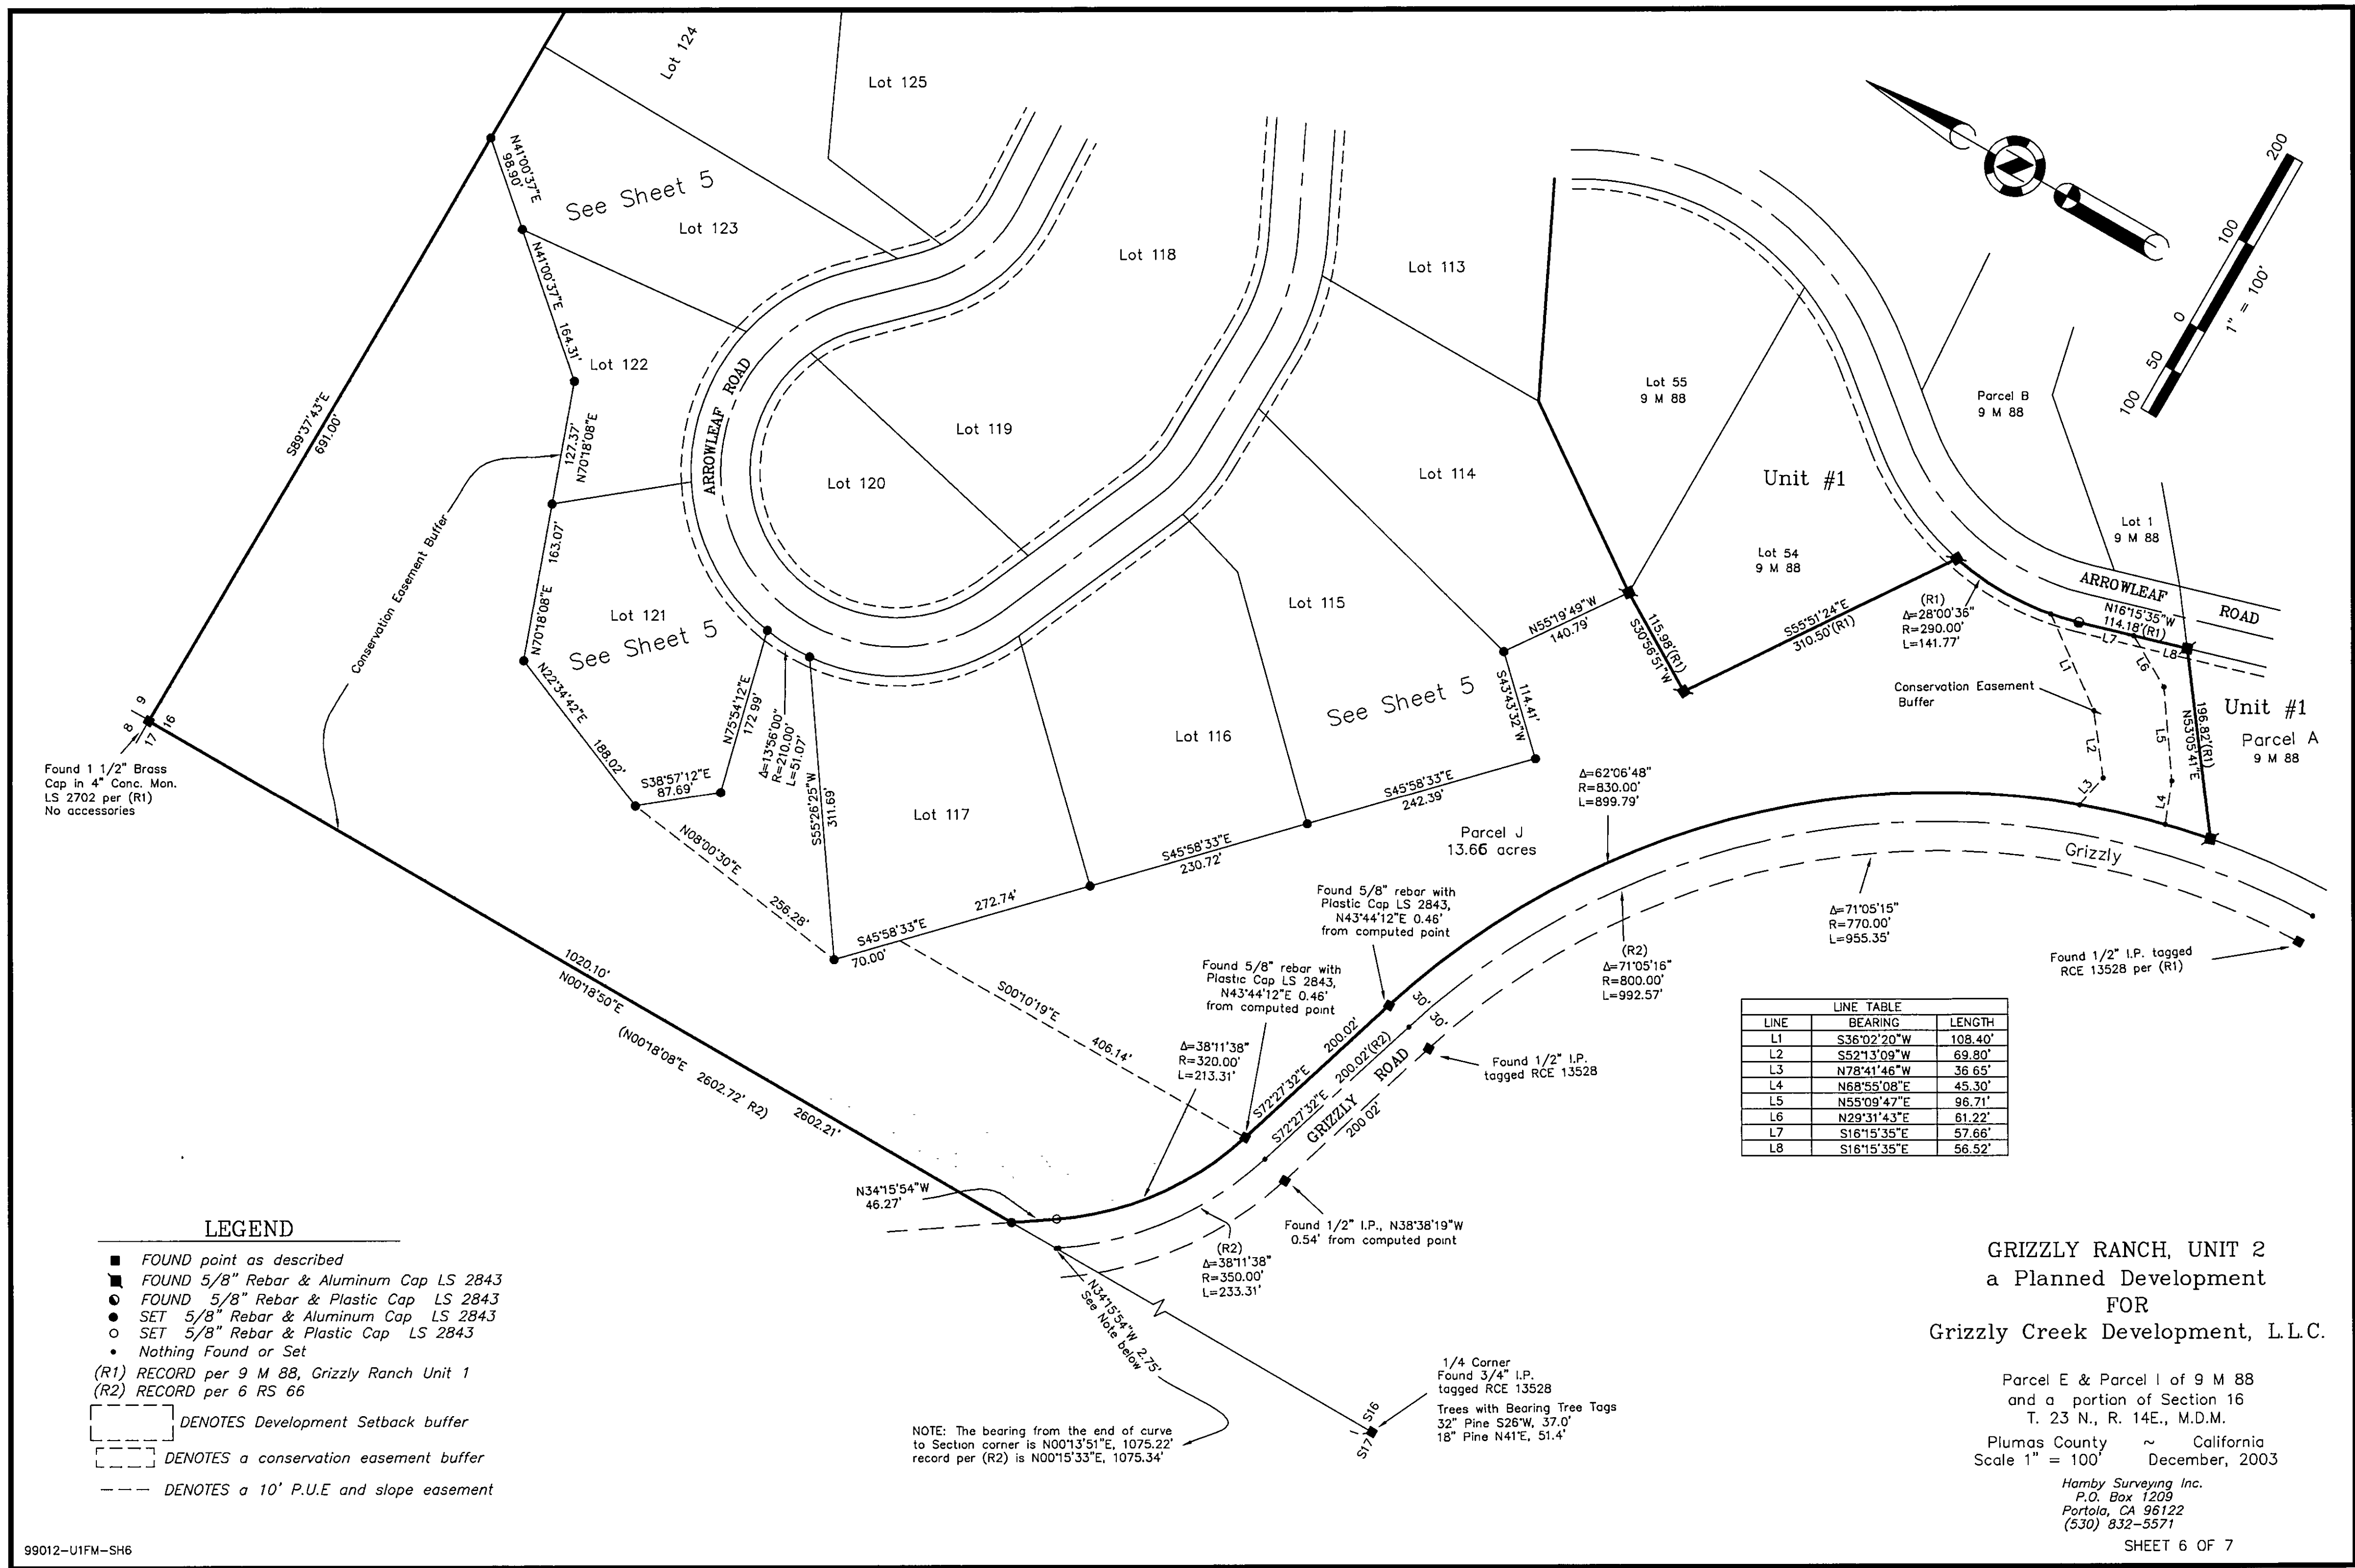 Lot 124
Lot 125
N41°00'37"E
98.90'
See Sheet 5
Lot 123
N41°00'37"E 164.31'
Lot 122
Lot 118
Lot 113
200
100
0
50
100
1" = 100'
S89°37'43"E
691.00'
127.37'
N70°18'08"E
ARROWLEAF ROAD
Lot 119
Lot 120
Lot 114
Lot 55
9 M 88
Parcel B
9 M 88
Unit #1
Lot 1
9 M 88
Lot 54
9 M 88
Conservation Easement Buffer
N70°18'08"E 163.07'
Lot 121
See Sheet 5
Lot 115
N55°19'49"W
140.79'
115.98'(R1)
S30°56'51"W
S55°51'24"E
310.50'(R1)
(R1)
Δ=28°00'36"
R=290.00'
L=141.77'
ARROWLEAF ROAD
N16°15'35"W
114.18'(R1)
L7
L8
L1
L6
Conservation Easement
Buffer
L2
L5
L3
L4
196.82'(R1)
N53°05'41"E
Unit #1
Parcel A
9 M 88
9
8
16
17
Found 1 1/2" Brass
Cap in 4" Conc. Mon.
LS 2702 per (R1)
No accessories
N22°34'42"E
188.02'
S38°57'12"E
87.69'
N75°54'12"E
172.99'
Δ=13°56'00"
R=210.00'
L=51.07'
S55°26'25"W
311.69'
Lot 117
Lot 116
See Sheet 5
114.41'
S43°43'32"W
S45°58'33"E
242.39'
S45°58'33"E
230.72'
S45°58'33"E
272.74'
70.00'
N08°00'30"E
256.28'
Parcel J
13.66 acres
Δ=62°06'48"
R=830.00'
L=899.79'
Grizzly
Δ=71°05'15"
R=770.00'
L=955.35'
Found 1/2" I.P. tagged
RCE 13528 per (R1)
Found 5/8" rebar with
Plastic Cap LS 2843,
N43°44'12"E 0.46'
from computed point
(R2)
Δ=71°05'16"
R=800.00'
L=992.57'
Found 5/8" rebar with
Plastic Cap LS 2843,
N43°44'12"E 0.46'
from computed point
1020.10'
N00°18'50"E
(N00°18'08"E 2602.72' R2)
2602.21'
S00°10'19"E
406.14'
Δ=38°11'38"
R=320.00'
L=213.31'
30'
30'
S72°27'32"E
200.02'
S72°27'32"E 200.02'(R2)
GRIZZLY ROAD
200.02'
Found 1/2" I.P.
tagged RCE 13528
LINE TABLE
LINE BEARING LENGTH
L1 S36°02'20"W 108.40'
L2 S52°13'09"W 69.80'
L3 N78°41'46"W 36.65'
L4 N68°55'08"E 45.30'
L5 N55°09'47"E 96.71'
L6 N29°31'43"E 61.22'
L7 S16°15'35"E 57.66'
L8 S16°15'35"E 56.52'
N34°15'54"W
46.27'
Found 1/2" I.P., N38°38'19"W
0.54' from computed point
(R2)
Δ=38°11'38"
R=350.00'
L=233.31'
N34°15'54"W 2.75'
See Note below
NOTE: The bearing from the end of curve
to Section corner is N00°13'51"E, 1075.22'
record per (R2) is N00°15'33"E, 1075.34'
1/4 Corner
Found 3/4" I.P.
tagged RCE 13528
Trees with Bearing Tree Tags
32" Pine S26°W, 37.0'
18" Pine N41°E, 51.4'
S16
S17
LEGEND
FOUND point as described
FOUND 5/8" Rebar & Aluminum Cap LS 2843
FOUND 5/8" Rebar & Plastic Cap LS 2843
SET 5/8" Rebar & Aluminum Cap LS 2843
SET 5/8" Rebar & Plastic Cap LS 2843
Nothing Found or Set
(R1) RECORD per 9 M 88, Grizzly Ranch Unit 1
(R2) RECORD per 6 RS 66
DENOTES Development Setback buffer
DENOTES a conservation easement buffer
DENOTES a 10' P.U.E and slope easement
GRIZZLY RANCH, UNIT 2
a Planned Development
FOR
Grizzly Creek Development, L.L.C.
Parcel E & Parcel I of 9 M 88
and a portion of Section 16
T. 23 N., R. 14E., M.D.M.
Plumas County ~ California
Scale 1" = 100' December, 2003
Hamby Surveying Inc.
P.O. Box 1209
Portola, CA 96122
(530) 832-5571
SHEET 6 OF 7
99012-U1FM-SH6